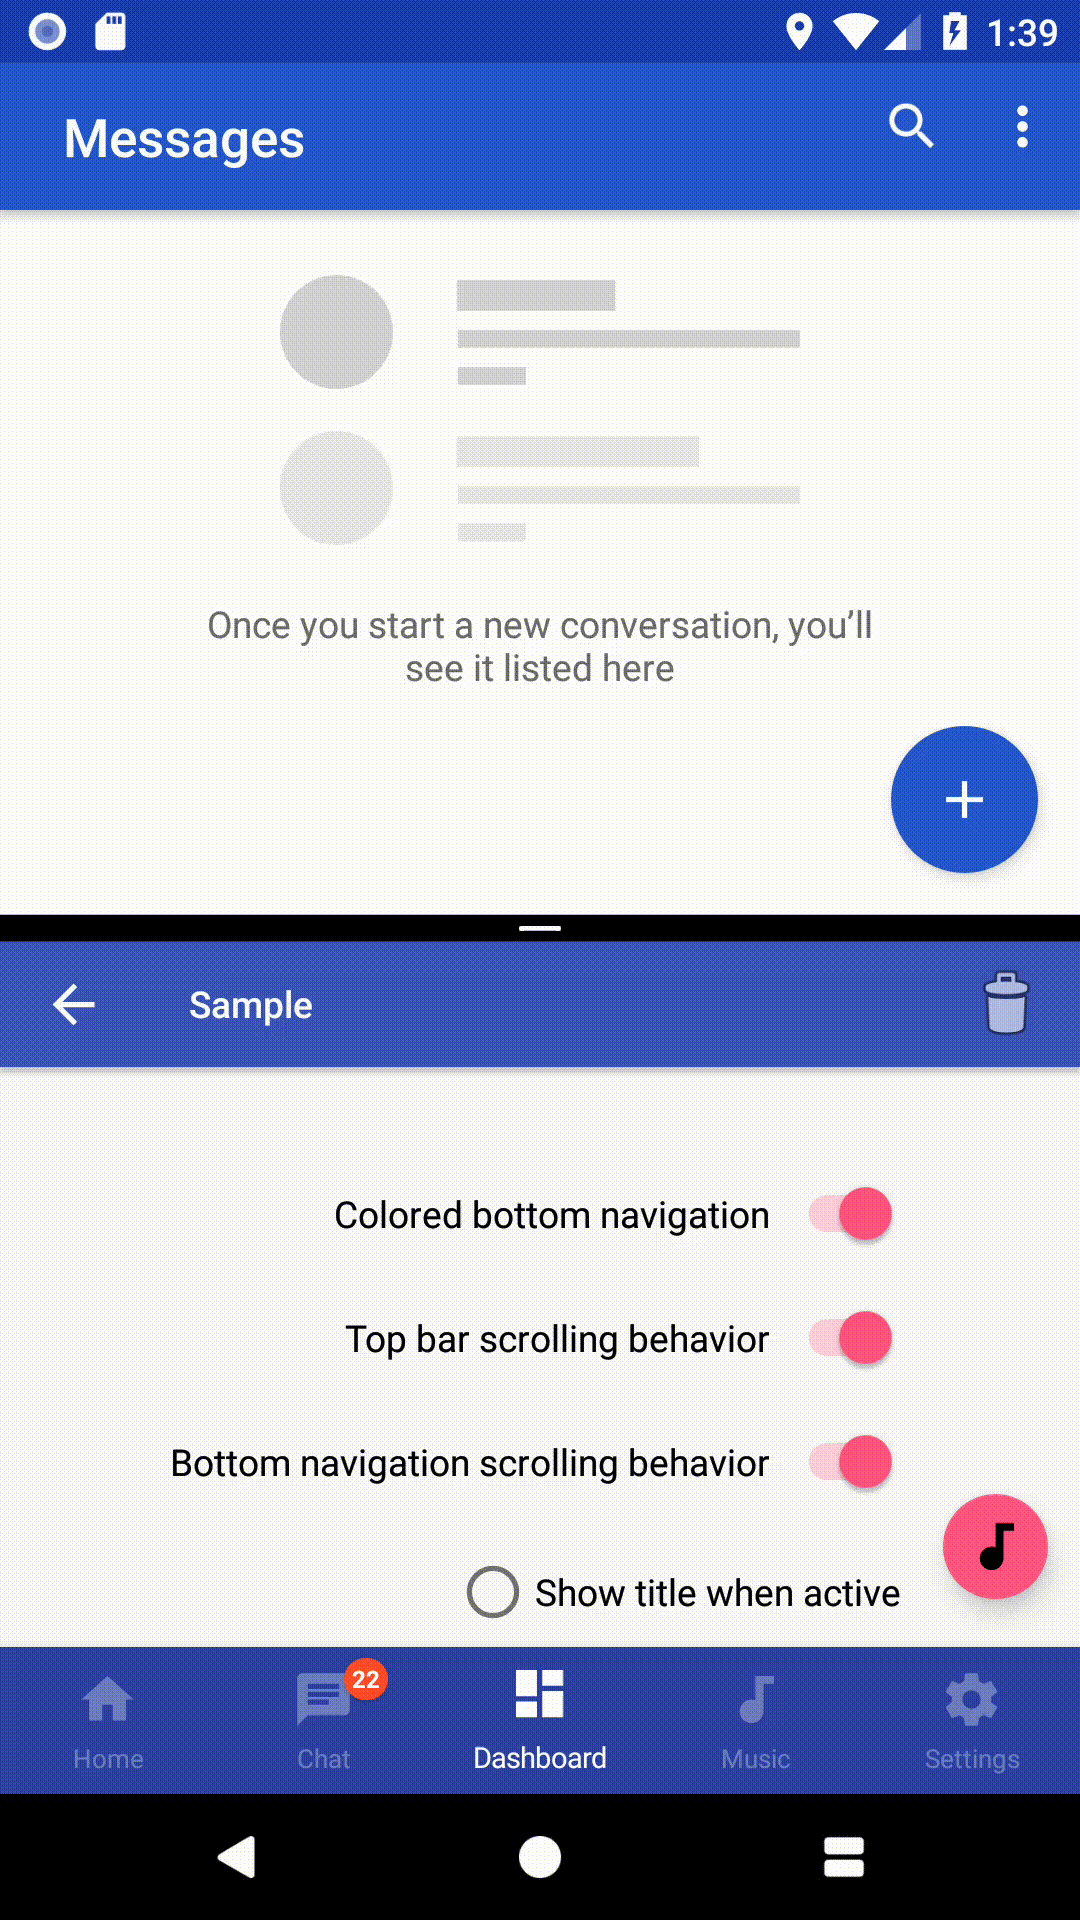 1:39
Messages
Once you start a new conversation, you’ll
see it listed here
Sample
Colored bottom navigation
Top bar scrolling behavior
Bottom navigation scrolling behavior
Show title when active
22
Home Chat Dashboard Music Settings